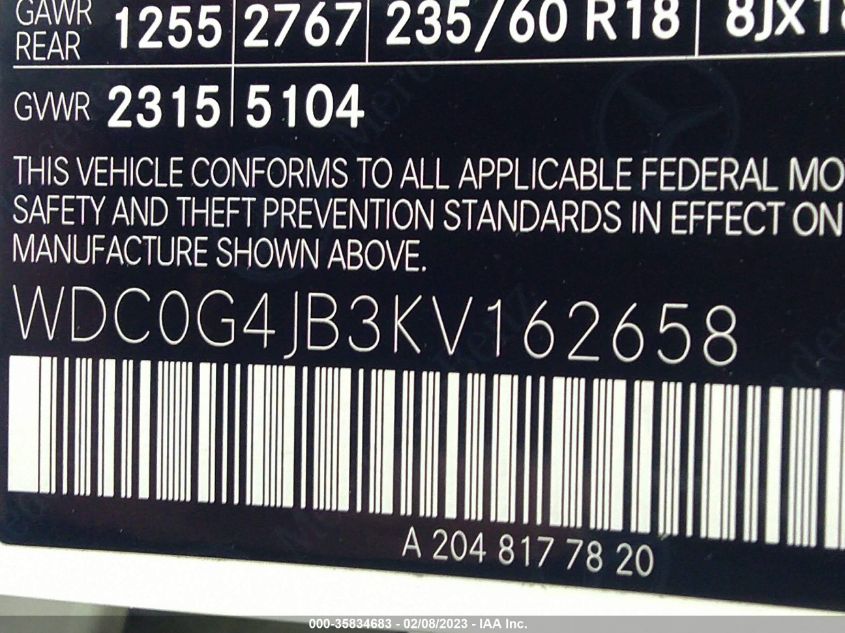 GAWR
REAR 1255 2767 235/60 R18 8JX18
GVWR 2315 5104
THIS VEHICLE CONFORMS TO ALL APPLICABLE FEDERAL MO
SAFETY AND THEFT PREVENTION STANDARDS IN EFFECT ON
MANUFACTURE SHOWN ABOVE.
WDC0G4JB3KV162658
A 204 817 78 20
000-35834683 - 02/08/2023 - IAA Inc.